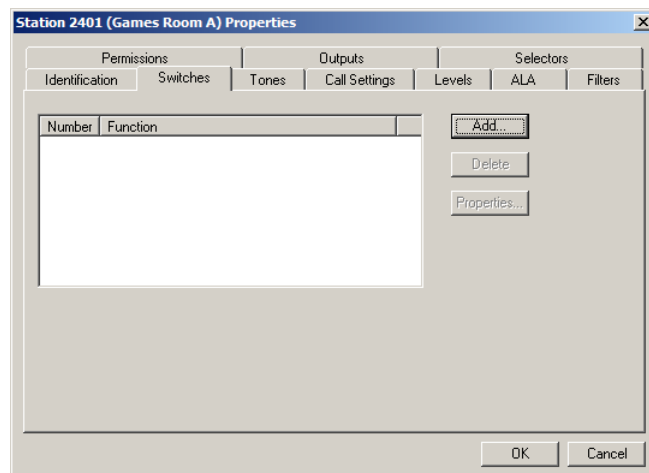 Station 2401 (Games Room A) Properties
Permissions Outputs Selectors
Identification Switches Tones Call Settings Levels ALA Filters
Number Function
Add...
Delete
Properties...
OK Cancel